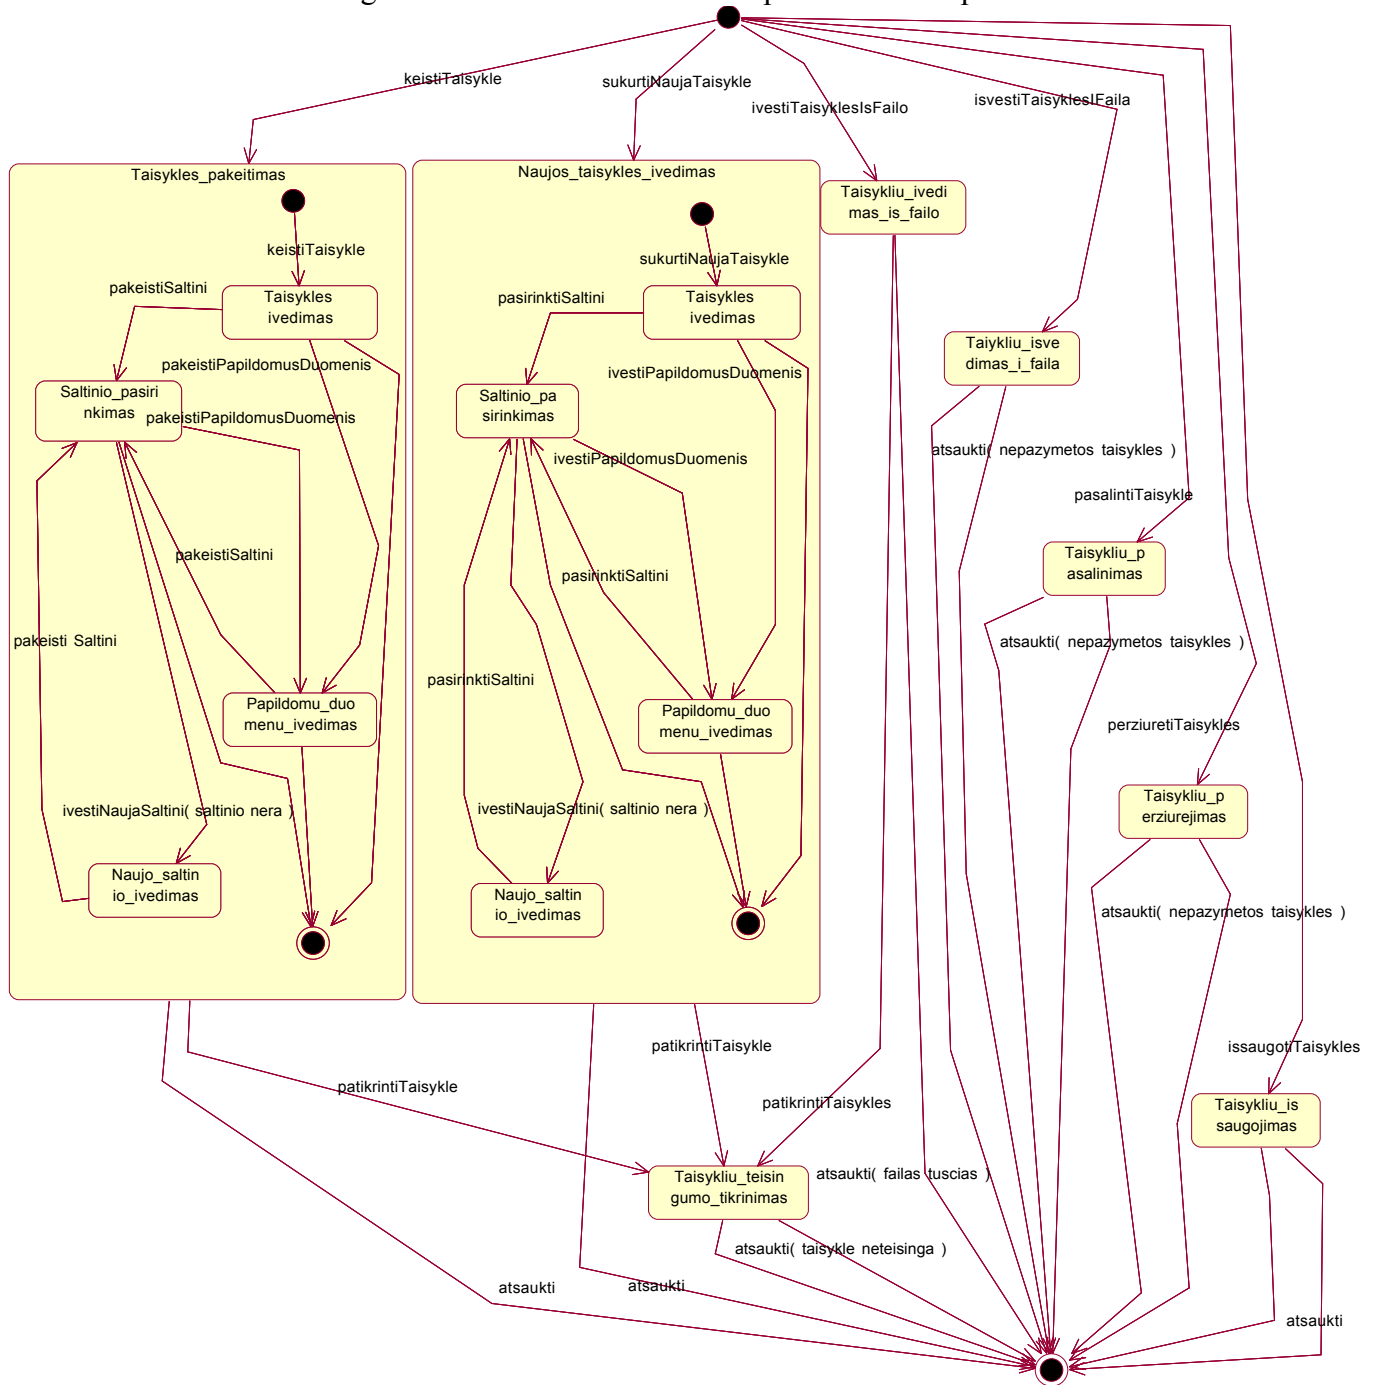 keistiTaisykle
sukurtiNaujaTaisykle
ivestiTaisyklesIsFailo
isvestiTaisyklesIFaila
Taisykles_pakeitimas
Naujos_taisykles_ivedimas
Taisykliu_ivedi
mas_is_failo
keistiTaisykle
sukurtiNaujaTaisykle
pakeistiSaltini
Taisykles
ivedimas
pasirinktiSaltini
Taisykles
ivedimas
Taiykliu_isve
dimas_i_faila
pakeistiPapildomusDuomenis
ivestiPapildomusDuomenis
Saltinio_pasiri
nkimas
pakeistiPapildomusDuomenis
Saltinio_pa
sirinkimas
ivestiPapildomusDuomenis
atsaukti( nepazymetos taisykles )
pasalintiTaisykle
pakeistiSaltini
pasirinktiSaltini
Taisykliu_p
asalinimas
pakeisti Saltini
pasirinktiSaltini
atsaukti( nepazymetos taisykles )
Papildomu_duo
menu_ivedimas
Papildomu_duo
menu_ivedimas
perziuretiTaisykles
ivestiNaujaSaltini( saltinio nera )
ivestiNaujaSaltini( saltinio nera )
Taisykliu_p
erziurejimas
Naujo_saltin
io_ivedimas
Naujo_saltin
io_ivedimas
atsaukti( nepazymetos taisykles )
patikrintiTaisykle
issaugotiTaisykles
patikrintiTaisykle
patikrintiTaisykles
Taisykliu_is
saugojimas
Taisykliu_teisin
gumo_tikrinimas
atsaukti( failas tuscias )
atsaukti( taisykle neteisinga )
atsaukti
atsaukti
atsaukti